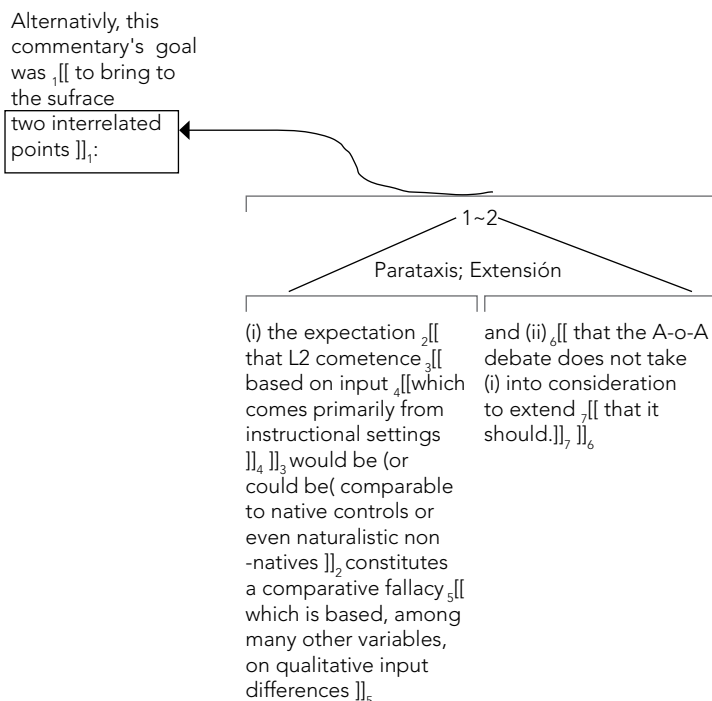 Alternativly, this
commentary's goal
was ₁[[ to bring to
the sufrace
two interrelated
points ]]₁:
1~2
Parataxis; Extensión
(i) the expectation ₂[[
that L2 cometence ₃[[
based on input ₄[[which
comes primarily from
instructional settings
]]₄ ]]₃ would be (or
could be( comparable
to native controls or
even naturalistic non
-natives ]]₂ constitutes
a comparative fallacy ₅[[
which is based, among
many other variables,
on qualitative input
differences ]]₅
and (ii) ₆[[ that the A-o-A
debate does not take
(i) into consideration
to extend ₇[[ that it
should.]]₇ ]]₆